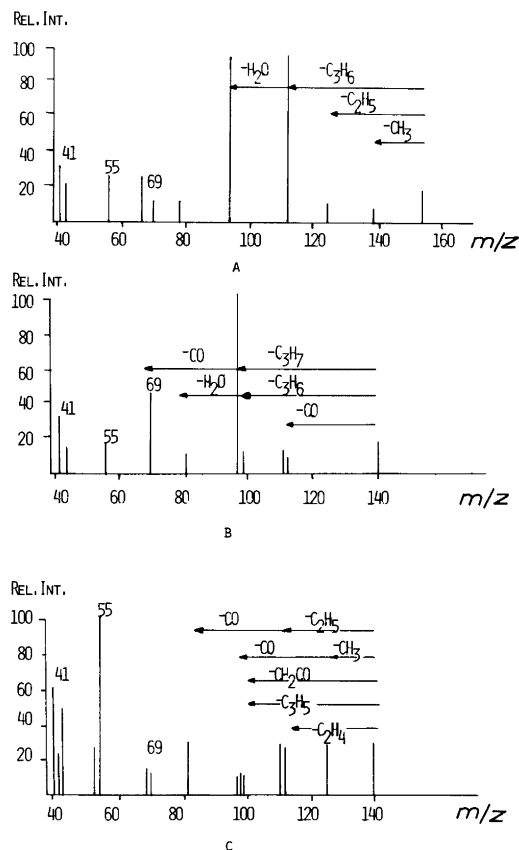 REL. INT.
100
80
60
40
20
-H2O
-C3H6
-C2H5
-CH3
41
55
69
40 60 80 100 120 140 160 m/z
A
REL. INT.
100
80
60
40
20
-CO
-C3H7
-H2O
-C3H6
-CO
69
41
55
40 60 80 100 120 140 m/z
B
REL. INT.
100
80
60
40
20
55
-CO
-C2H5
-CO
-CH3
-CH2CO
-C3H5
-C2H4
41
69
40 60 80 100 120 140 m/z
C